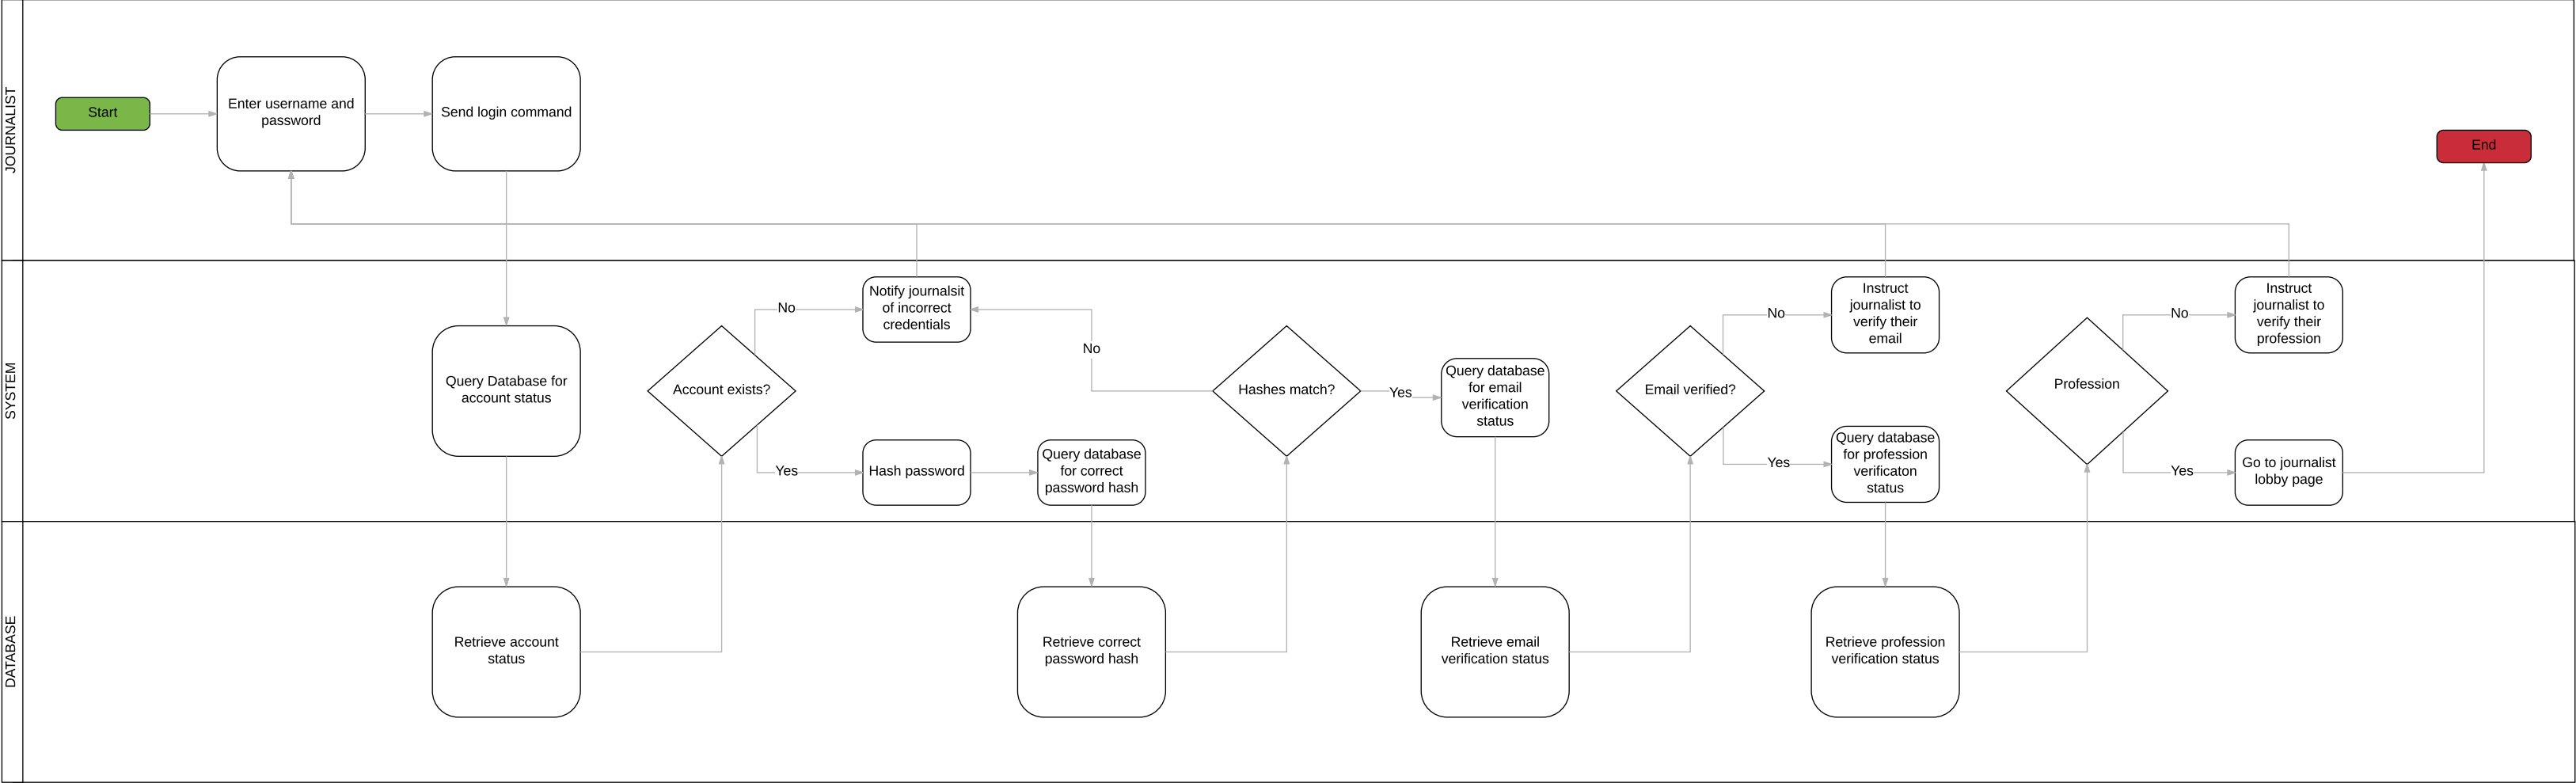 JOURNALIST
Start
Enter username and
password
Send login command
End
SYSTEM
Query Database for
account status
Account exists?
No
Yes
Notify journalsit
of incorrect
credentials
Hash password
Query database
for correct
password hash
No
Hashes match?
Yes
Query database
for email
verification
status
Email verified?
No
Yes
Instruct
journalist to
verify their
email
Query database
for profession
verificaton
status
Profession
No
Yes
Instruct
journalist to
verify their
profession
Go to journalist
lobby page
DATABASE
Retrieve account
status
Retrieve correct
password hash
Retrieve email
verification status
Retrieve profession
verification status